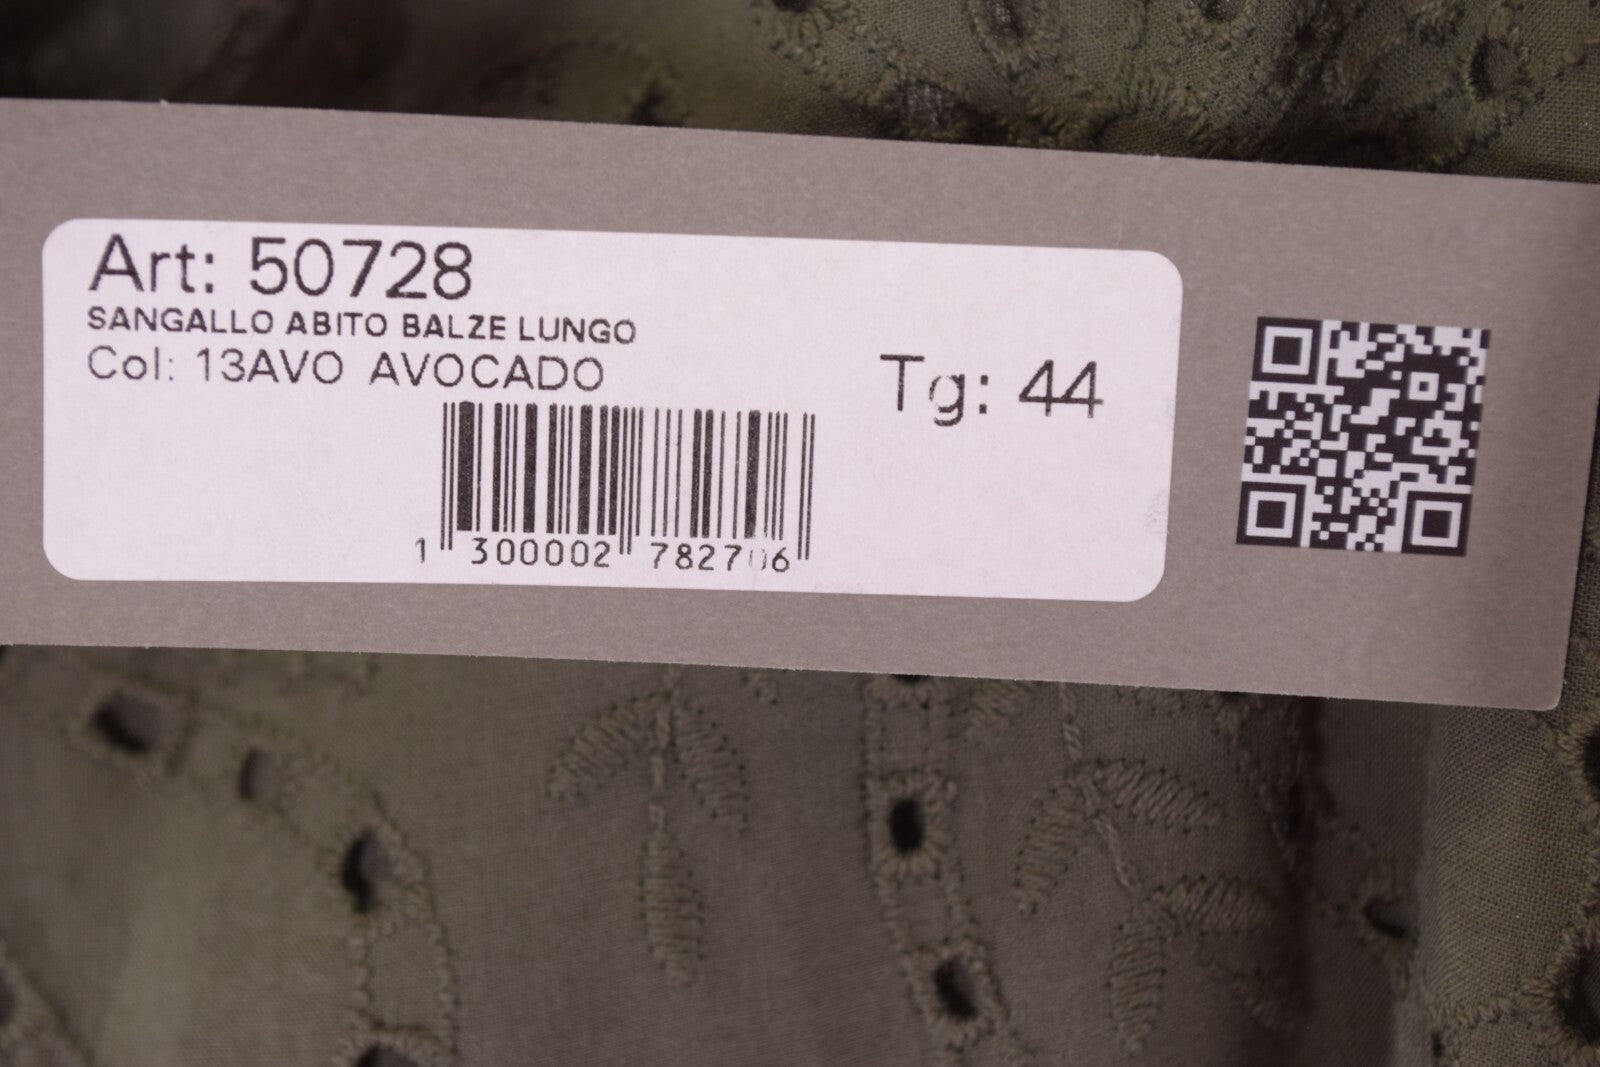 Art: 50728
SANGALLO ABITO BALZE LUNGO
Col: 13AVO AVOCADO
Tg: 44
1 300002 782706